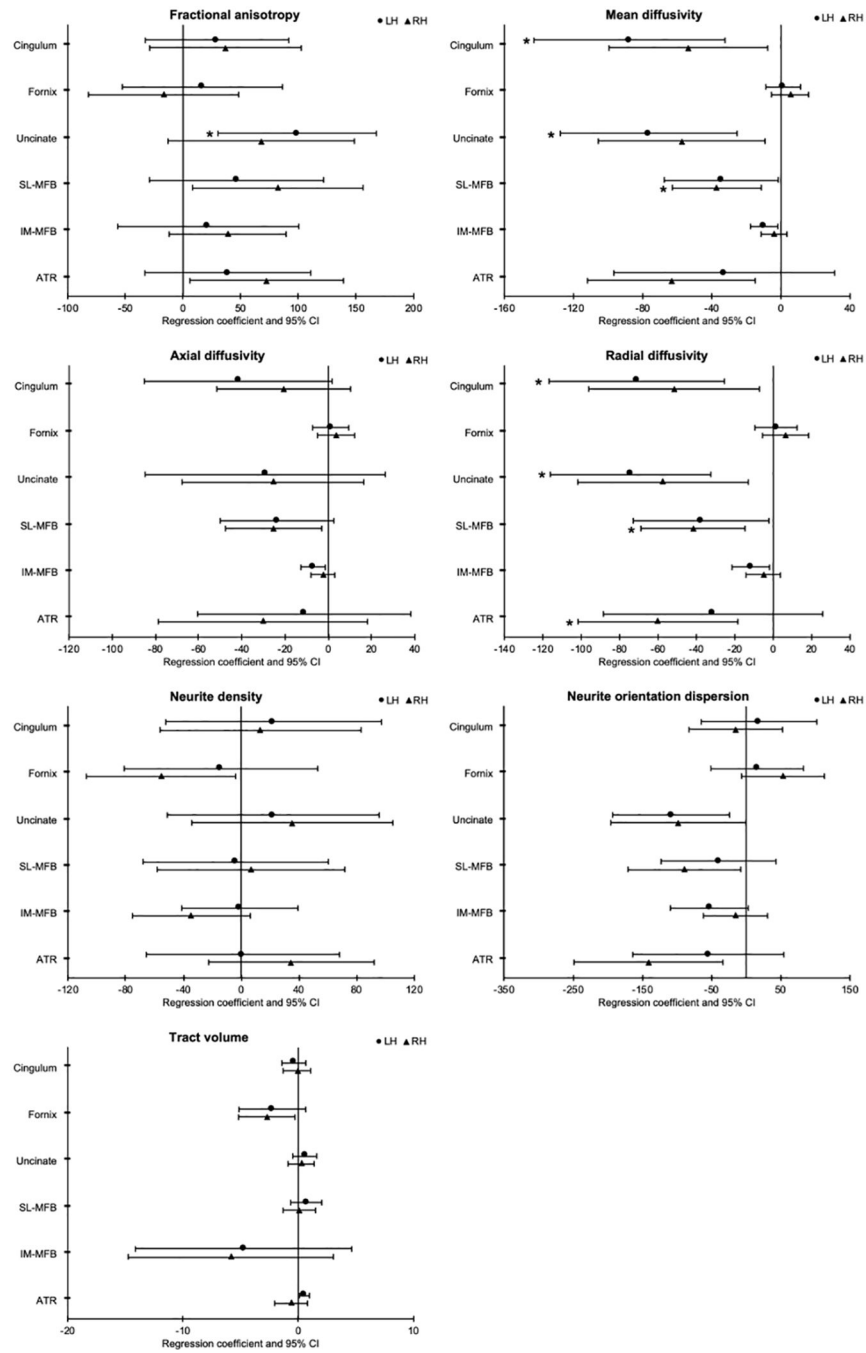 Fractional anisotropy
● LH ▲ RH
Cingulum
*
Fornix
Uncinate
SL-MFB
IM-MFB
ATR
-100 -50 0 50 100 150 200
Regression coefficient and 95% CI
Mean diffusivity
● LH ▲ RH
Cingulum
*
Fornix
Uncinate
*
SL-MFB
*
IM-MFB
ATR
-160 -120 -80 -40 0 40
Regression coefficient and 95% CI
Axial diffusivity
● LH ▲ RH
Cingulum
Fornix
Uncinate
SL-MFB
IM-MFB
ATR
-120 -100 -80 -60 -40 -20 0 20 40
Regression coefficient and 95% CI
Radial diffusivity
● LH ▲ RH
Cingulum
*
Fornix
Uncinate
*
SL-MFB
*
IM-MFB
ATR
*
-140 -120 -100 -80 -60 -40 -20 0 20 40
Regression coefficient and 95% CI
Neurite density
● LH ▲ RH
Cingulum
Fornix
Uncinate
SL-MFB
IM-MFB
ATR
-120 -80 -40 0 40 80 120
Regression coefficient and 95% CI
Neurite orientation dispersion
● LH ▲ RH
Cingulum
Fornix
Uncinate
SL-MFB
IM-MFB
ATR
-350 -250 -150 -50 50 150
Regression coefficient and 95% CI
Tract volume
● LH ▲ RH
Cingulum
Fornix
Uncinate
SL-MFB
IM-MFB
ATR
-20 -10 0 10
Regression coefficient and 95% CI